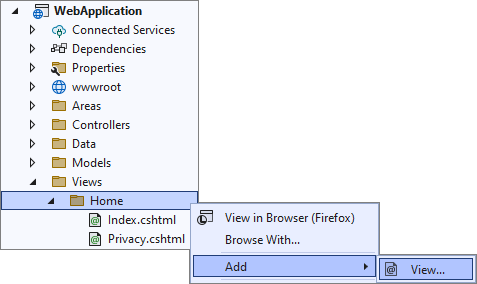 WebApplication
Connected Services
Dependencies
Properties
wwwroot
Areas
Controllers
Data
Models
Views
Home
Index.cshtml
Privacy.cshtml
View in Browser (Firefox)
Browse With...
Add
View...